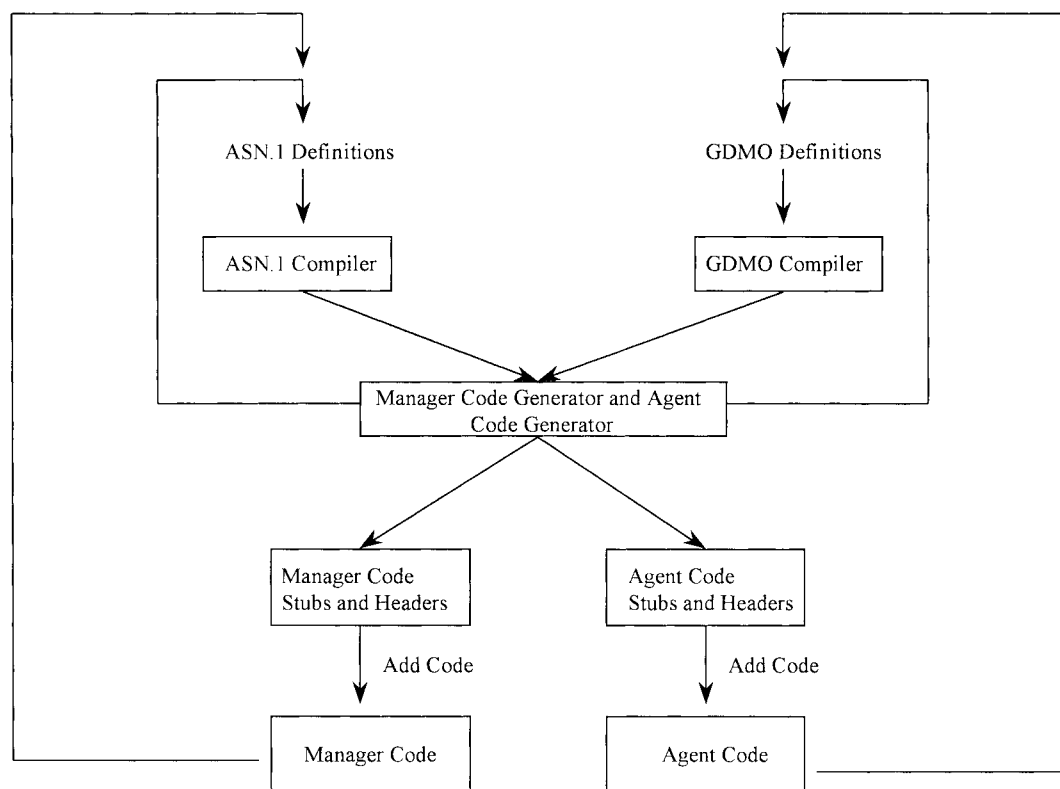 ASN.1 Definitions
GDMO Definitions
ASN.1 Compiler
GDMO Compiler
Manager Code Generator and Agent
Code Generator
Manager Code
Stubs and Headers
Agent Code
Stubs and Headers
Add Code
Add Code
Manager Code
Agent Code